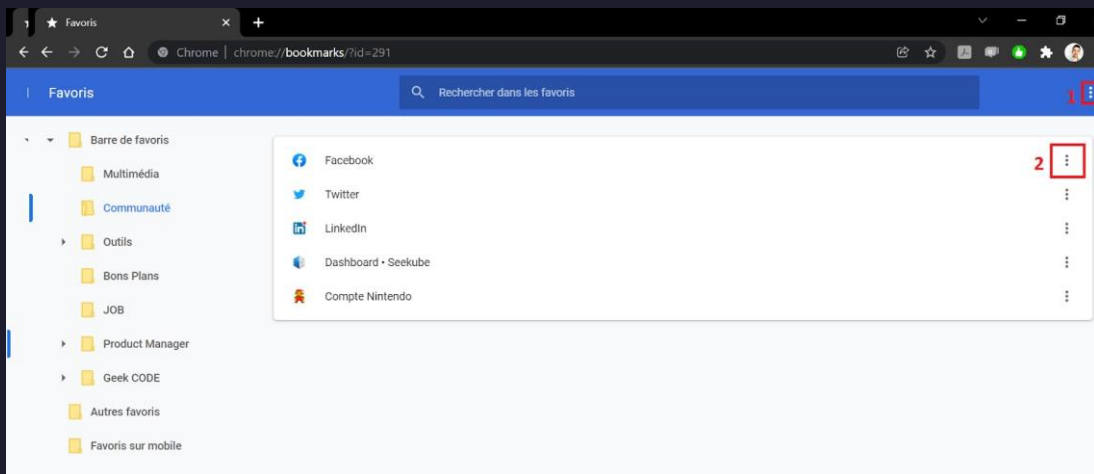 Favoris
Chrome | chrome://bookmarks/?id=291
Favoris
Rechercher dans les favoris
1
Barre de favoris
Multimédia
Communauté
Outils
Bons Plans
JOB
Product Manager
Geek CODE
Autres favoris
Favoris sur mobile
Facebook
2
Twitter
LinkedIn
Dashboard • Seekube
Compte Nintendo